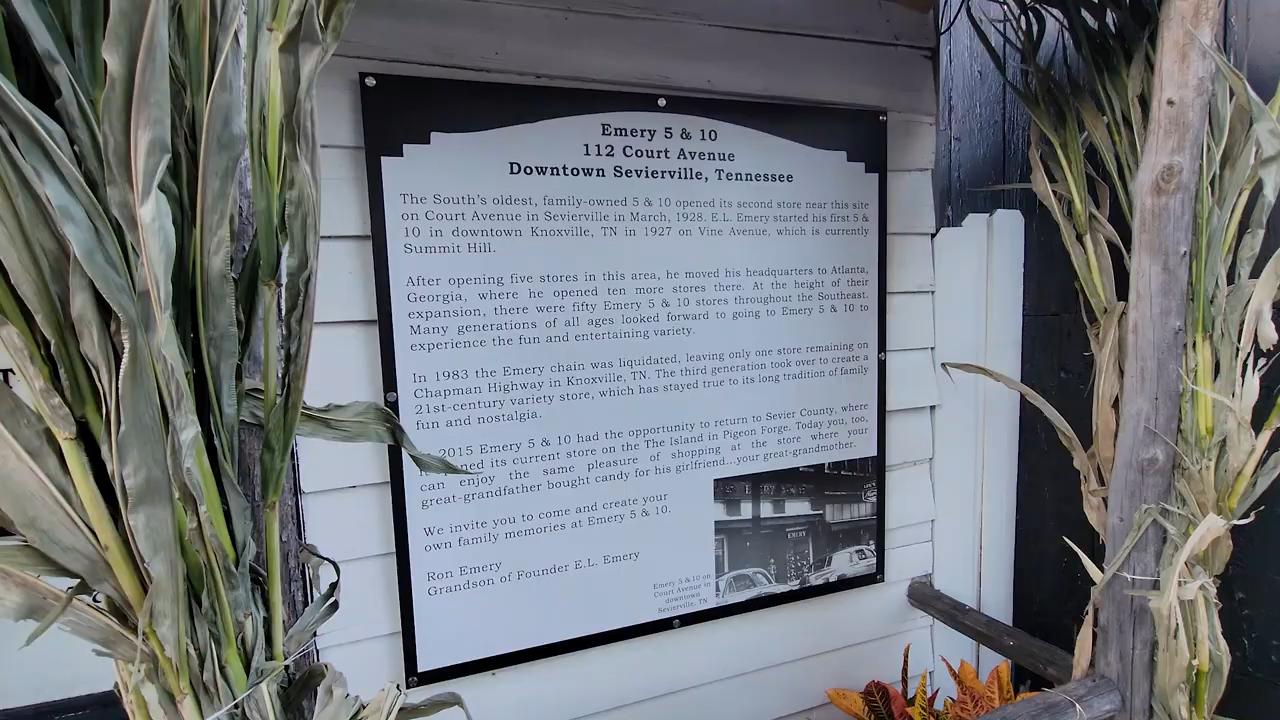 Emery 5 & 10
112 Court Avenue
Downtown Sevierville, Tennessee
The South's oldest, family-owned 5 & 10 opened its second store near this site
on Court Avenue in Sevierville in March, 1928. E.L. Emery started his first 5 &
10 in downtown Knoxville, TN in 1927 on Vine Avenue, which is currently
Summit Hill.
After opening five stores in this area, he moved his headquarters to Atlanta,
Georgia, where he opened ten more stores there. At the height of their
expansion, there were fifty Emery 5 & 10 stores throughout the Southeast.
Many generations of all ages looked forward to going to Emery 5 & 10 to
experience the fun and entertaining variety.
In 1983 the Emery chain was liquidated, leaving only one store remaining on
Chapman Highway in Knoxville, TN. The third generation took over to create a
21st-century variety store, which has stayed true to its long tradition of family
fun and nostalgia.
2015 Emery 5 & 10 had the opportunity to return to Sevier County, where
its current store on the The Island in Pigeon Forge. Today you, too,
can enjoy the same pleasure of shopping at the store where your
great-grandfather bought candy for his girlfriend...your great-grandmother.
We invite you to come and create your
own family memories at Emery 5 & 10.
Ron Emery
Grandson of Founder E.L. Emery
EMERY
Emery 5 & 10 on
Court Avenue in
downtown
Sevierville, TN